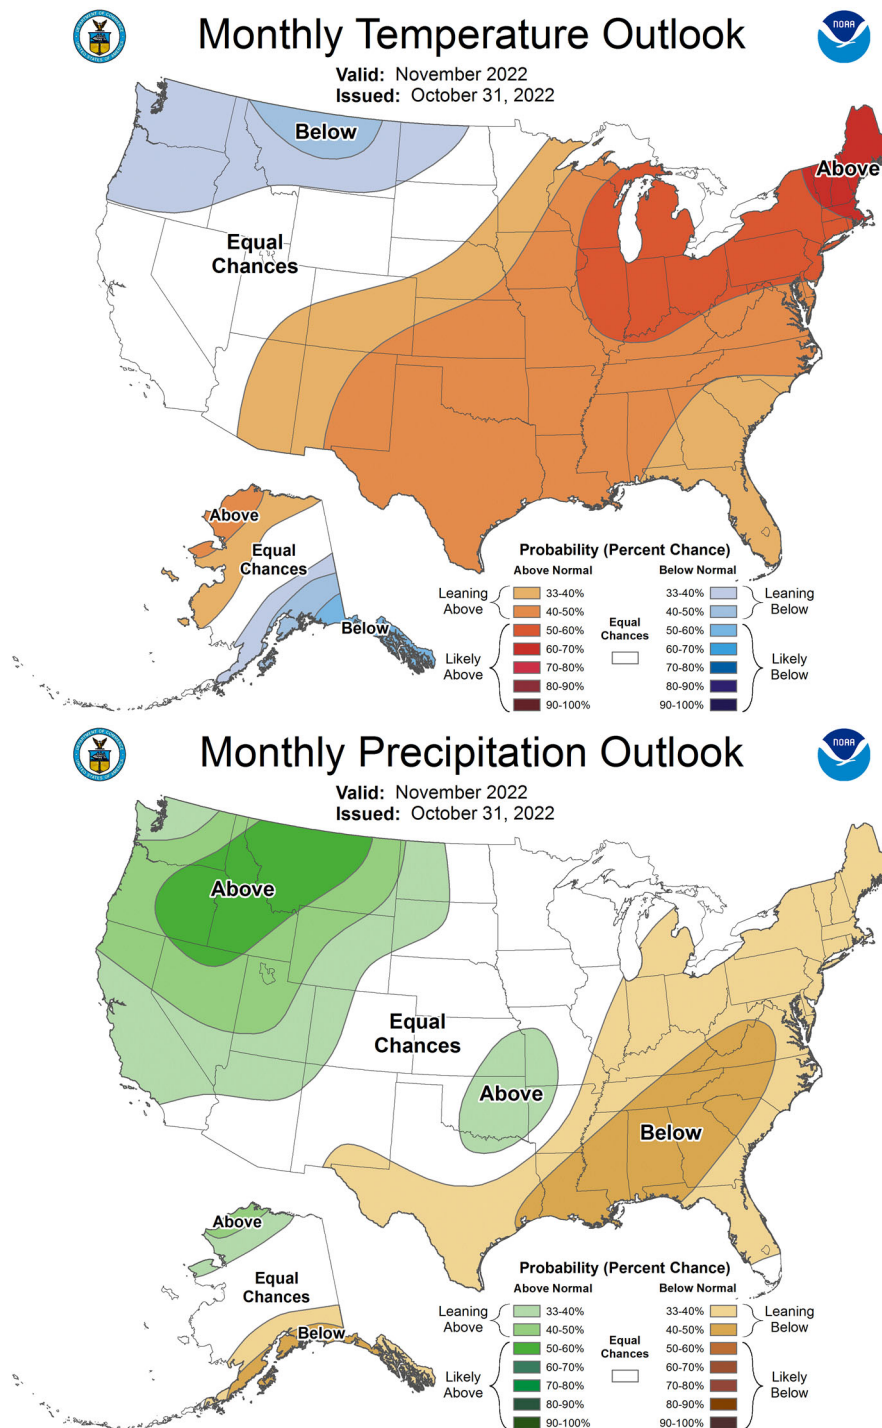 Monthly Temperature Outlook
NOAA
Valid: November 2022
Issued: October 31, 2022
Below
Above
Equal
Chances
Above
Equal
Chances
Below
Probability (Percent Chance)
Above Normal
Below Normal
Leaning
Above
33-40%
40-50%
Likely
Above
50-60%
60-70%
70-80%
80-90%
90-100%
Equal
Chances
33-40%
40-50%
Leaning
Below
50-60%
60-70%
70-80%
80-90%
90-100%
Likely
Below
Monthly Precipitation Outlook
NOAA
Valid: November 2022
Issued: October 31, 2022
Above
Equal
Chances
Above
Below
Above
Equal
Chances
Below
Probability (Percent Chance)
Above Normal
Below Normal
Leaning
Above
33-40%
40-50%
Likely
Above
50-60%
60-70%
70-80%
80-90%
90-100%
Equal
Chances
33-40%
40-50%
Leaning
Below
50-60%
60-70%
70-80%
80-90%
90-100%
Likely
Below